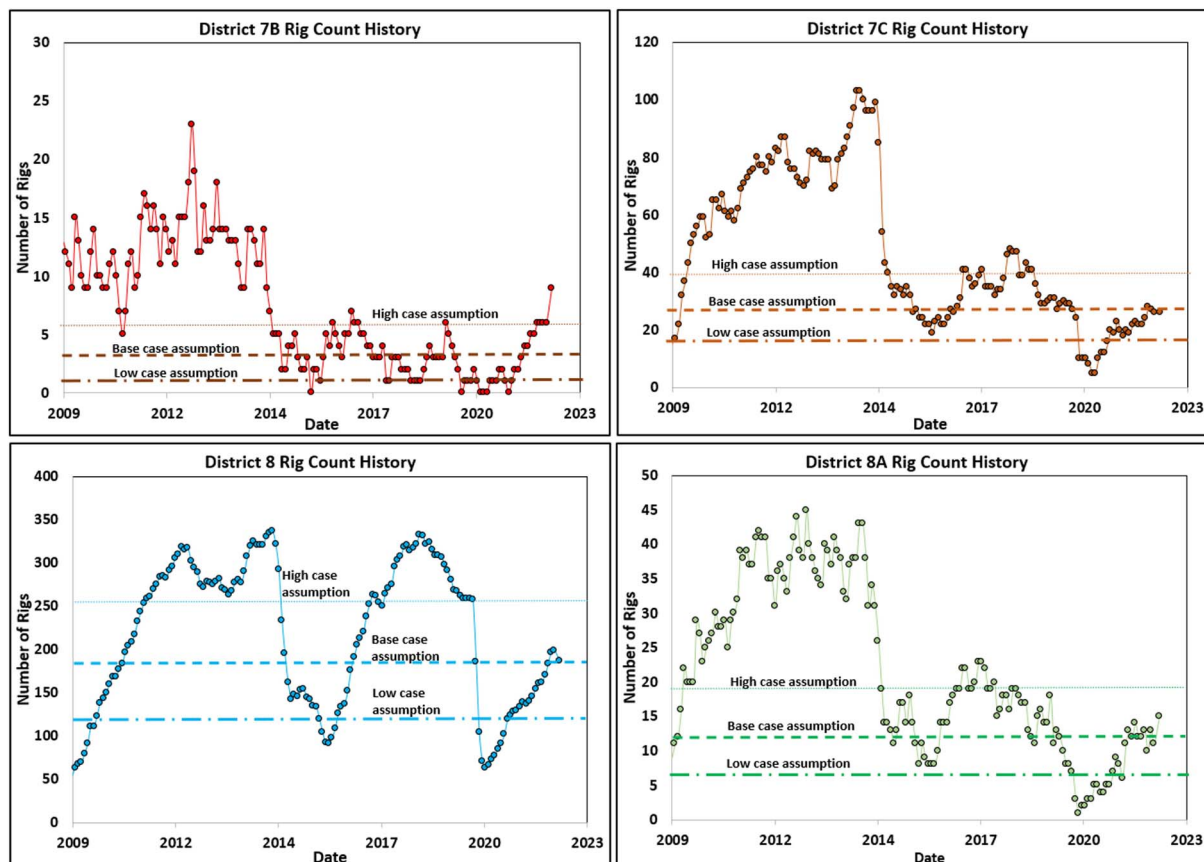 District 7B Rig Count History
Number of Rigs
30
25
20
15
10
5
0
High case assumption
Base case assumption
Low case assumption
2009 2012 2014 2017 2020 2023
Date
District 7C Rig Count History
Number of Rigs
120
100
80
60
40
20
0
High case assumption
Base case assumption
Low case assumption
2009 2012 2014 2017 2020 2023
Date
District 8 Rig Count History
Number of Rigs
400
350
300
250
200
150
100
50
0
High case
assumption
Base case
assumption
Low case
assumption
2009 2012 2014 2017 2020 2023
Date
District 8A Rig Count History
Number of Rigs
50
45
40
35
30
25
20
15
10
5
0
High case assumption
Base case assumption
Low case assumption
2009 2012 2014 2017 2020 2023
Date